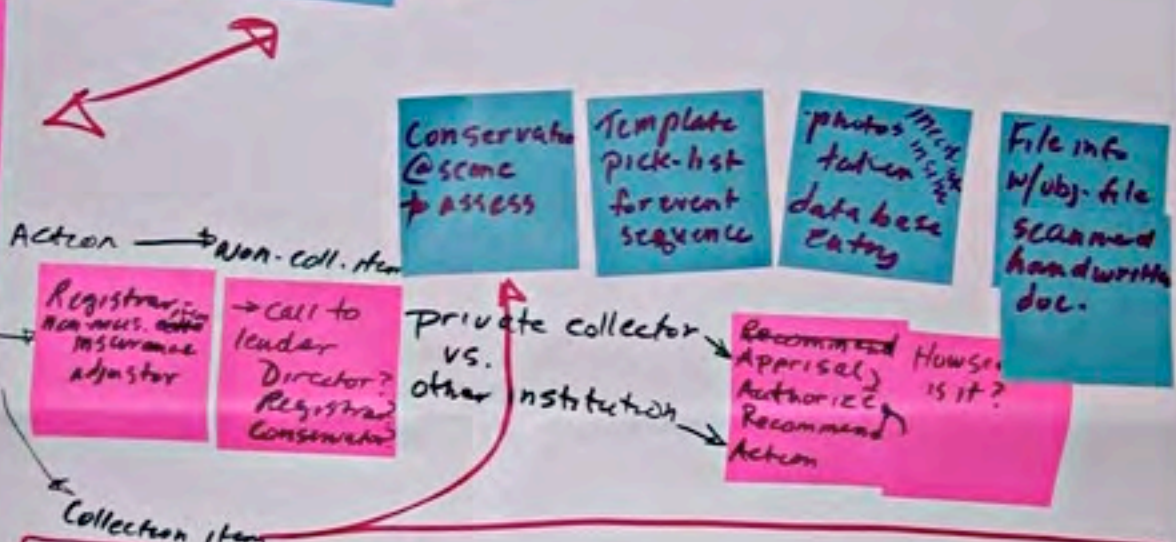 Conservator
@ scene
to assess
Template
pick-list
for event
sequence
photos
taken
database
entry
File info
w/obj. file
scanned
handwritten
doc.
Action → Non-coll. item
Registrar,
insurance
adjustor
→ call to
lender
Director?
Registrar?
Conservator?
private collector
vs.
other institution
Recommend
Apprisal,
Authorize,
Recommend
Action
is it?
Collection item